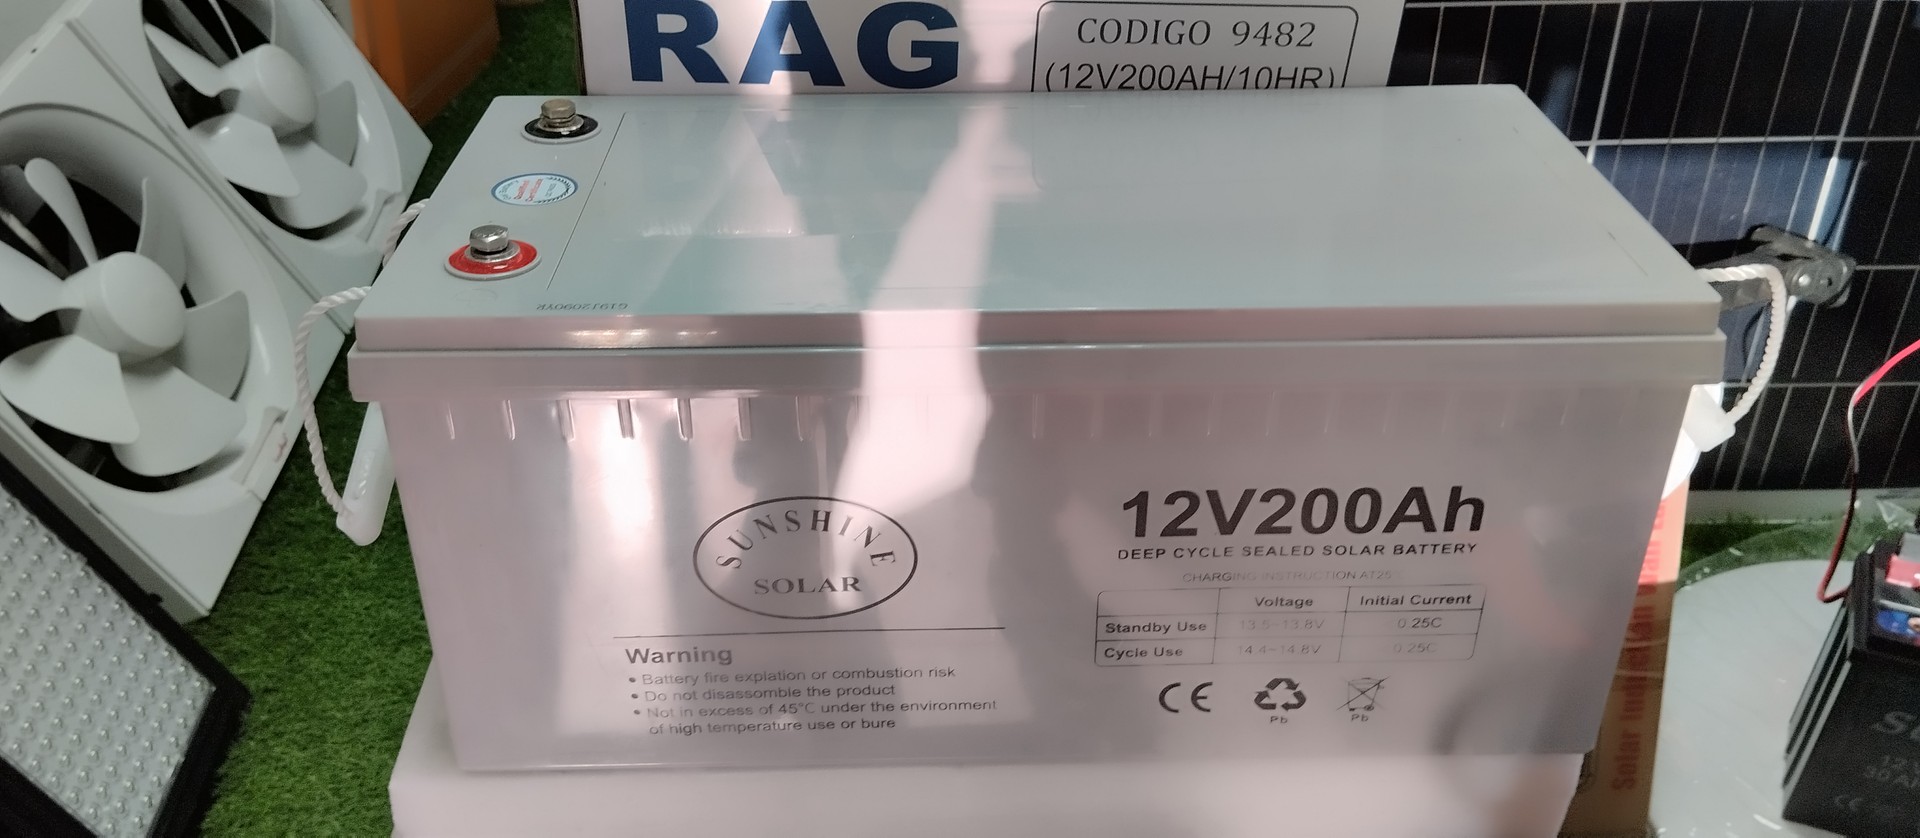 RAG
CODIGO 9482
(12V200AH/10HR)
SUNSHINE
SOLAR
12V200Ah
DEEP CYCLE SEALED SOLAR BATTERY
CHARGING INSTRUCTION AT25
Voltage Initial Current
Standby Use 13.5~13.8V 0.25C
Cycle Use 14.4~14.8V 0.25C
Warning
• Battery fire expiation or combustion risk
• Do not disassomble the product
• Not in excess of 45°C under the environment
of high temperature use or bure
CE
Pb
Pb